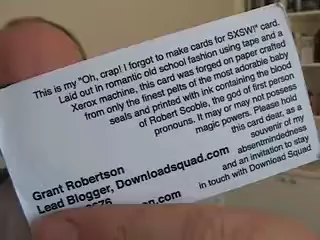 This is my "Oh, crap! I forgot to make cards for SXSW!" card.
Laid out in romantic old school fashion using tape and a
Xerox machine, this card was forged on paper crafted
from only the finest pelts of the most adorable baby
seals and printed with ink containing the blood
of Robert Scoble, the god of first person
pronouns. It may or may not possess
magic powers. Please hold
this card dear, as a
souvenir of my
absentmindedness
and an invitation to stay
in touch with Download Squad
Grant Robertson
Lead Blogger, Downloadsquad.com